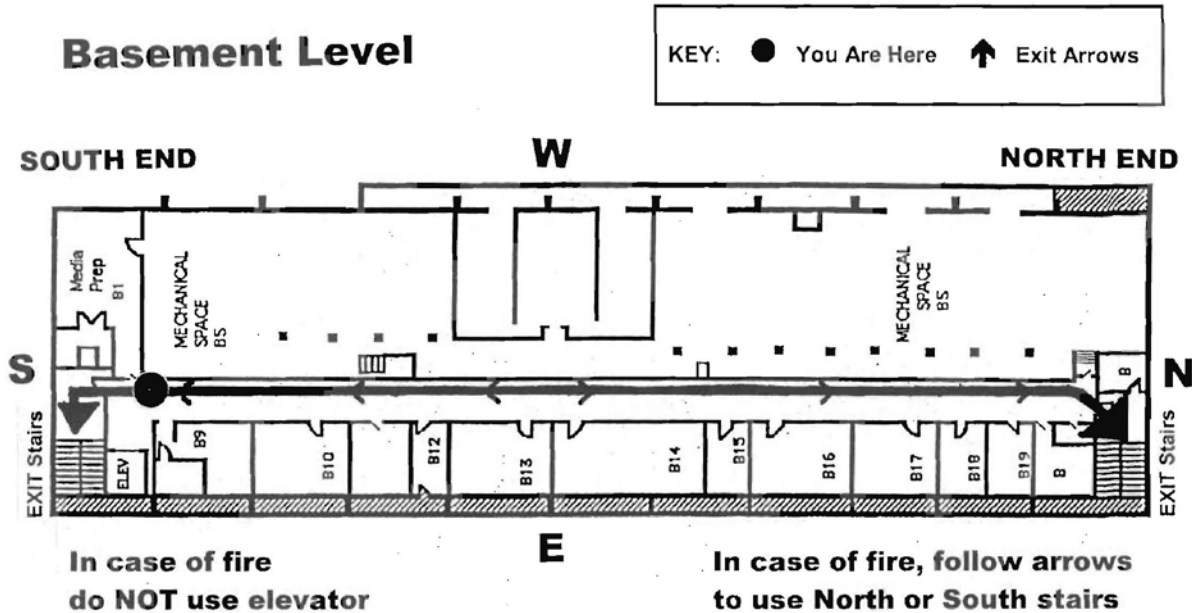 Basement Level
KEY: You Are Here Exit Arrows
SOUTH END
W
NORTH END
Media
Prep
B1
MECHANICAL
SPACE
B5
MECHANICAL
SPACE
B5
S
N
B
EXIT Stairs
ELEV
B9
B10
B12
B13
B14
B15
B16
B17
B18
B19
B
EXIT Stairs
E
In case of fire
do NOT use elevator
In case of fire, follow arrows
to use North or South stairs